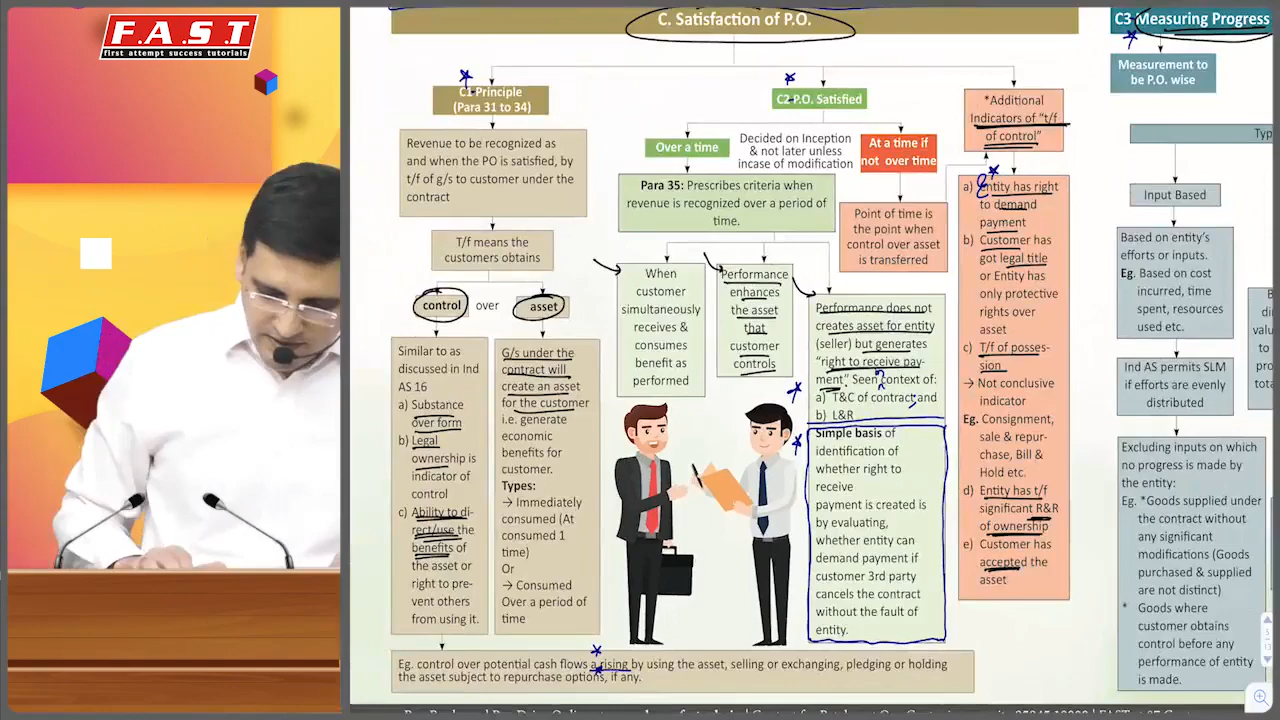 F.A.S.T
first attempt success tutorials
C. Satisfaction of P.O.
C1-Principle
(Para 31 to 34)
Revenue to be recognized as
and when the PO is satisfied, by
t/f of g/s to customer under the
contract
T/f means the
customers obtains
control over asset
Similar to as
discussed in Ind
AS 16
a) Substance
over form
b) Legal
ownership is
indicator of
control
c) Ability to di-
rect/use the
benefits of
the asset or
right to pre-
vent others
from using it.
G/s under the
contract will
create an asset
for the customer
i.e. generate
economic
benefits for
customer.
Types:
→ Immediately
consumed (At
consumed 1
time)
Or
→ Consumed
Over a period of
time
Eg. control over potential cash flows a rising by using the asset, selling or exchanging, pledging or holding
the asset subject to repurchase options, if any.
C2-P.O. Satisfied
Over a time
Decided on Inception
& not later unless
incase of modification
At a time if
not over time
Para 35: Prescribes criteria when
revenue is recognized over a period of
time.
Point of time is
the point when
control over asset
is transferred
When
customer
simultaneously
receives &
consumes
benefit as
performed
Performance
enhances
the asset
that
customer
controls
Performance does not
creates asset for entity
(seller) but generates
"right to receive pay-
ment". Seen context of:
a) T&C of contract and
b) L&R
Simple basis of
identification of
whether right to
receive
payment is created is
by evaluating,
whether entity can
demand payment if
customer 3rd party
cancels the contract
without the fault of
entity.
*Additional
Indicators of "t/f
of control"
a) Entity has right
to demand
payment
b) Customer has
got legal title
or Entity has
only protective
rights over
asset
c) T/f of posses-
sion
→ Not conclusive
indicator
Eg. Consignment,
sale & repur-
chase, Bill &
Hold etc.
d) Entity has t/f
significant R&R
of ownership
e) Customer has
accepted the
asset
C3 Measuring Progress
Measurement to
be P.O. wise
Input Based
Based on entity's
efforts or inputs.
Eg. Based on cost
incurred, time
spent, resources
used etc.
Ind AS permits SLM
if efforts are evenly
distributed
Excluding inputs on which
no progress is made by
the entity:
Eg. *Goods supplied under
the contract without
any significant
modifications (Goods
purchased & supplied
are not distinct)
* Goods where
customer obtains
control before any
performance of entity
is made.